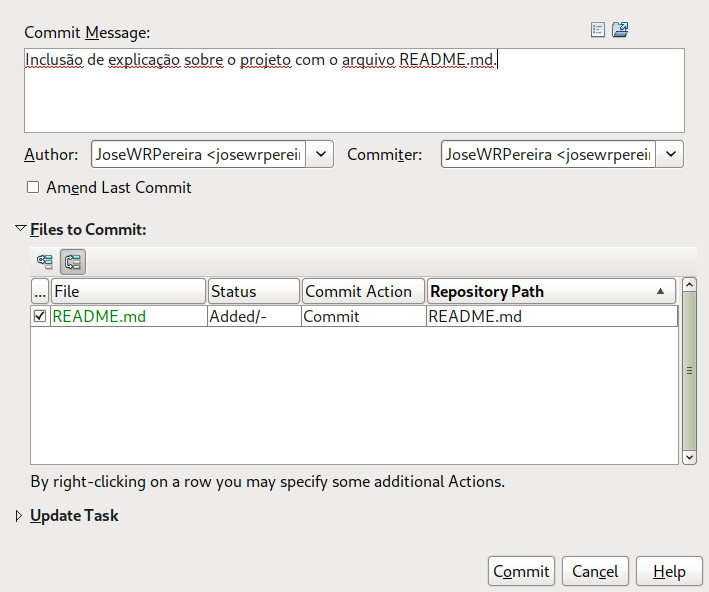 Commit Message:
Inclusão de explicação sobre o projeto com o arquivo README.md.
Author: JoseWRPereira <josewrperei Commiter: JoseWRPereira <josewrperei
Amend Last Commit
Files to Commit:
... File Status Commit Action Repository Path
README.md Added/- Commit README.md
By right-clicking on a row you may specify some additional Actions.
Update Task
Commit Cancel Help